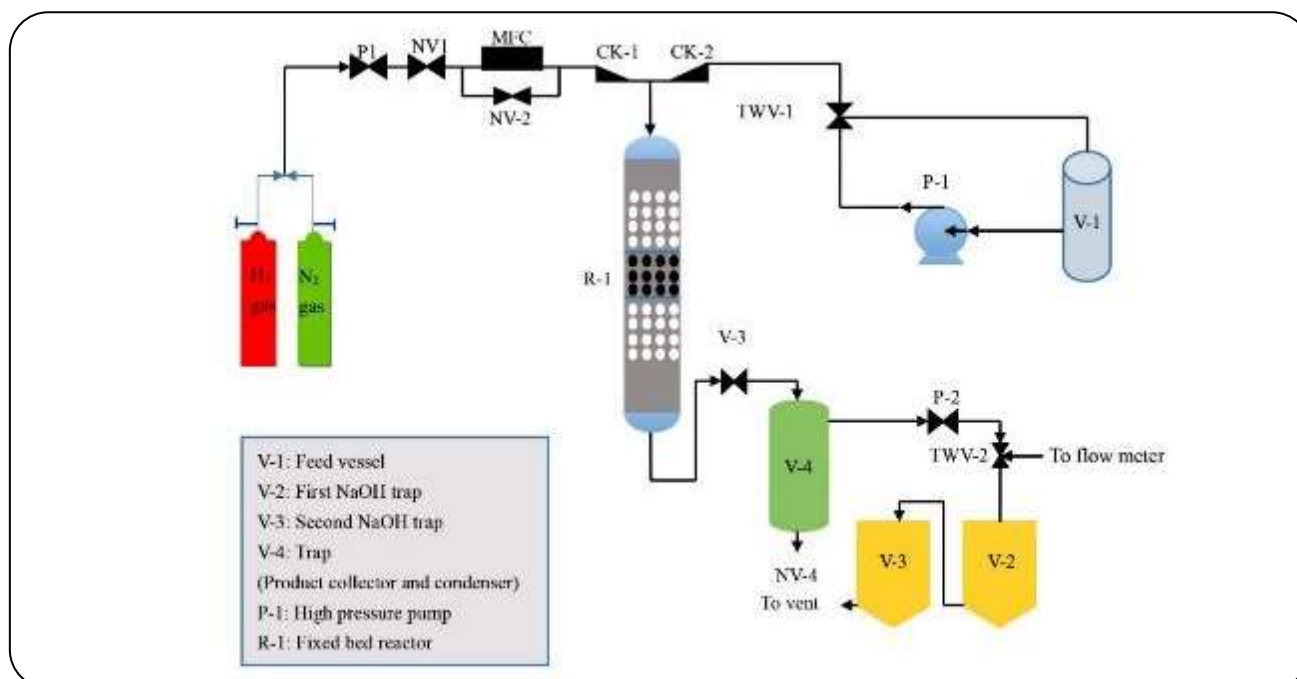 P1
NV1
MFC
CK-1
CK-2
NV-2
TWV-1
P-1
V-1
H₂
gas
N₂
gas
R-1
V-3
P-2
TWV-2
To flow meter
V-4
V-3
V-2
NV-4
To vent
V-1: Feed vessel
V-2: First NaOH trap
V-3: Second NaOH trap
V-4: Trap
(Product collector and condenser)
P-1: High pressure pump
R-1: Fixed bed reactor